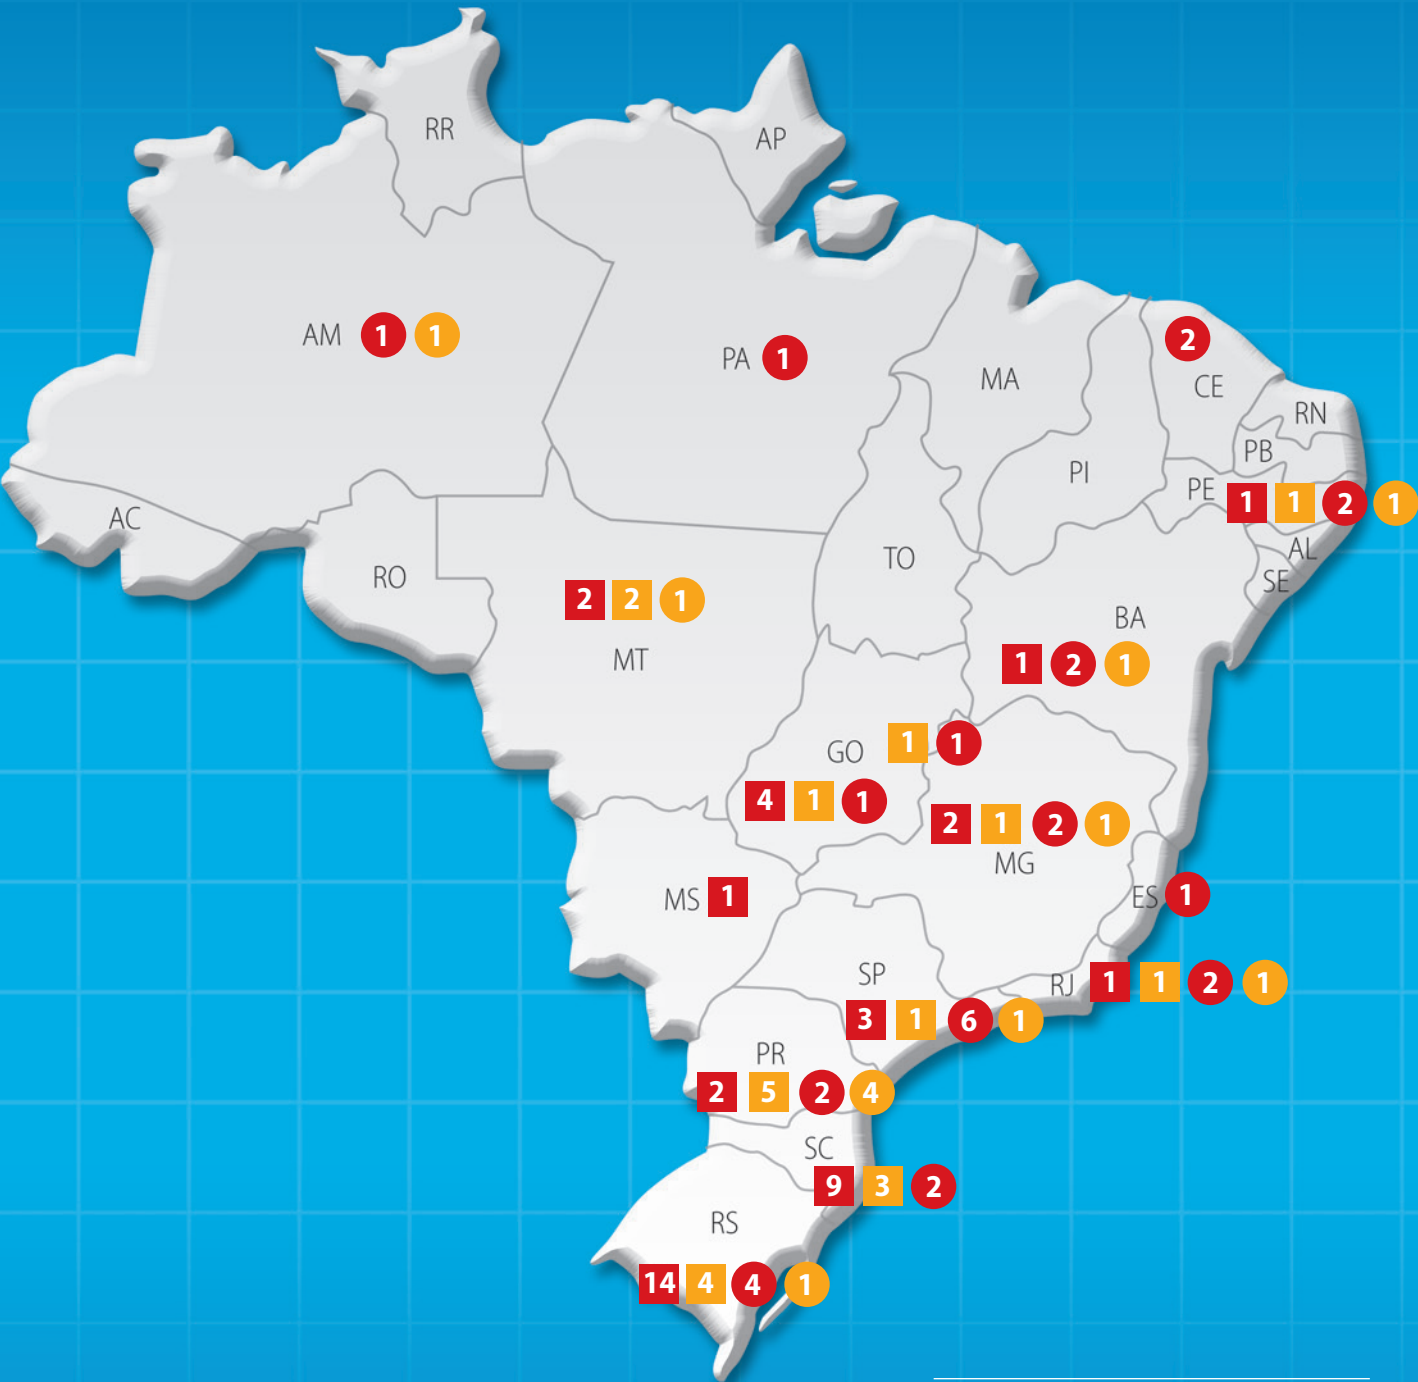 RR
AP
AM 1 1
PA 1
2
CE
MA
RN
PB
PI
PE 1 1 2 1
AC
AL
TO
RO
SE
2 2 1
MT
BA
1 2 1
GO 1 1
4 1 1
2 1 2 1
MG
MS 1
ES 1
SP
RJ 1 1 2 1
3 1 6 1
PR
2 5 2 4
SC
9 3 2
RS
14 4 4 1